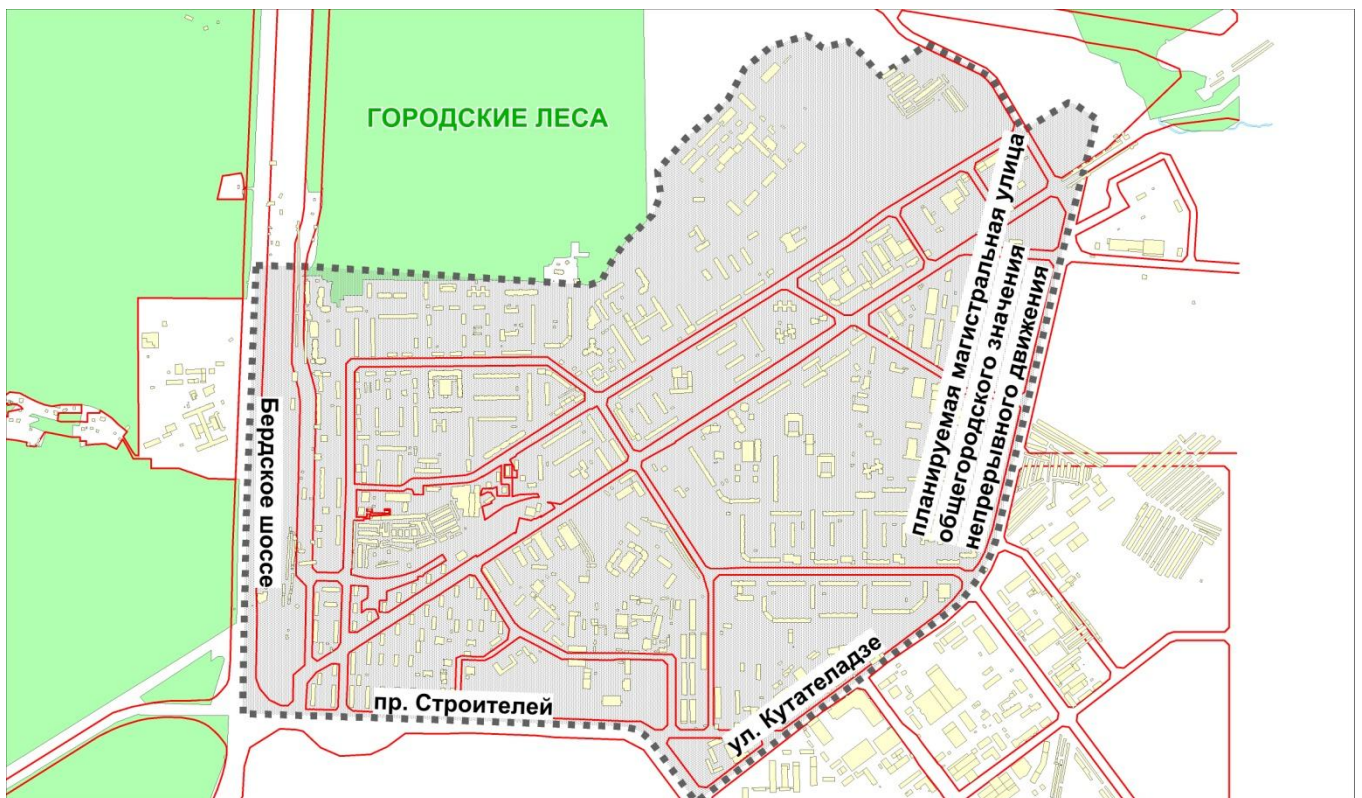 ГОРОДСКИЕ ЛЕСА
планируемая магистральная улица
общегородского значения
непрерывного движения
Бердское шоссе
пр. Строителей
ул. Кутателадзе